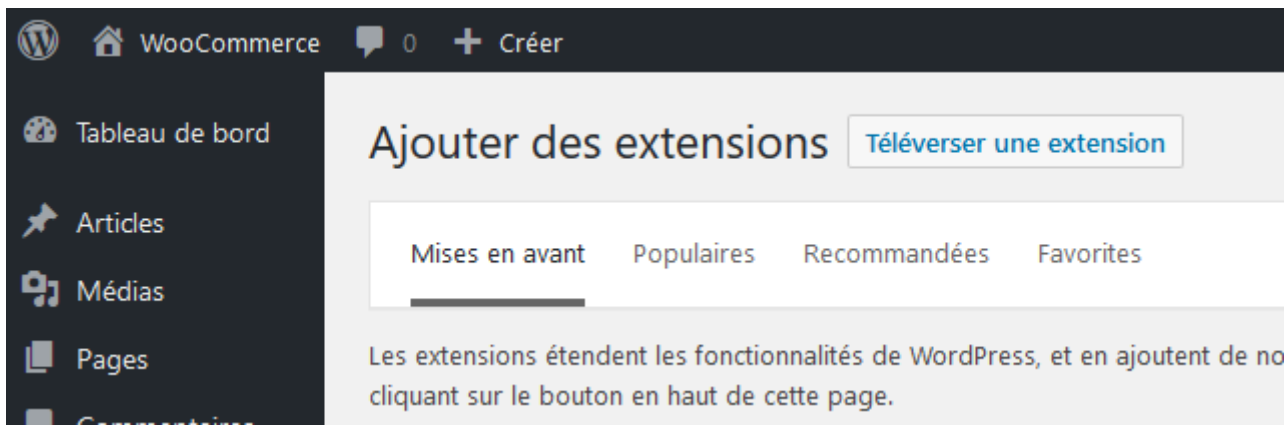 WooCommerce 0 Créer
Tableau de bord
Ajouter des extensions Téléverser une extension
Articles
Mises en avant Populaires Recommandées Favorites
Médias
Pages
Les extensions étendent les fonctionnalités de WordPress, et en ajoutent de no
cliquant sur le bouton en haut de cette page.